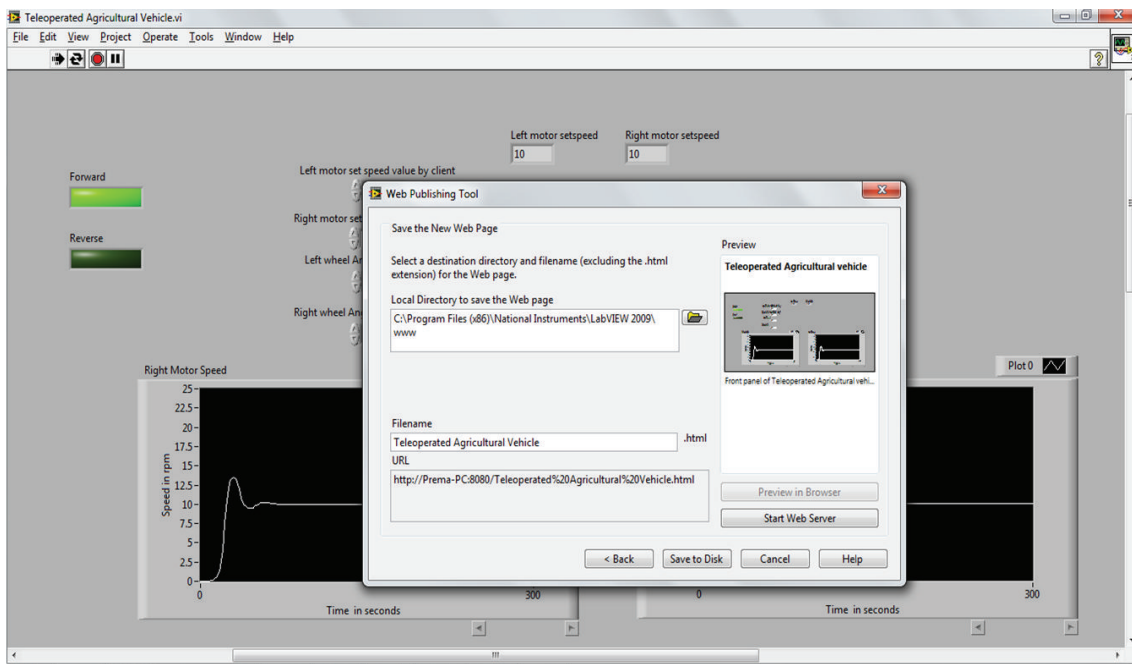 Teleoperated Agricultural Vehicle.vi
File Edit View Project Operate Tools Window Help
Left motor setspeed Right motor setspeed
10 10
Forward
Left motor set speed value by client
Right motor set
Reverse
Left wheel An
Right wheel An
Web Publishing Tool
Save the New Web Page
Select a destination directory and filename (excluding the .html
extension) for the Web page.
Local Directory to save the Web page
C:\Program Files (x86)\National Instruments\LabVIEW 2009\
www
Filename
Teleoperated Agricultural Vehicle .html
URL
http://Prema-PC:8080/Teleoperated%20Agricultural%20Vehicle.html
Preview
Teleoperated Agricultural vehicle
Front panel of Teleoperated Agricultural vehi...
Preview in Browser
Start Web Server
< Back Save to Disk Cancel Help
Right Motor Speed
Plot 0
Speed in rpm
25
22.5
20
17.5
15
12.5
10
7.5
5
2.5
0
0 300
Time in seconds
0 300
Time in seconds